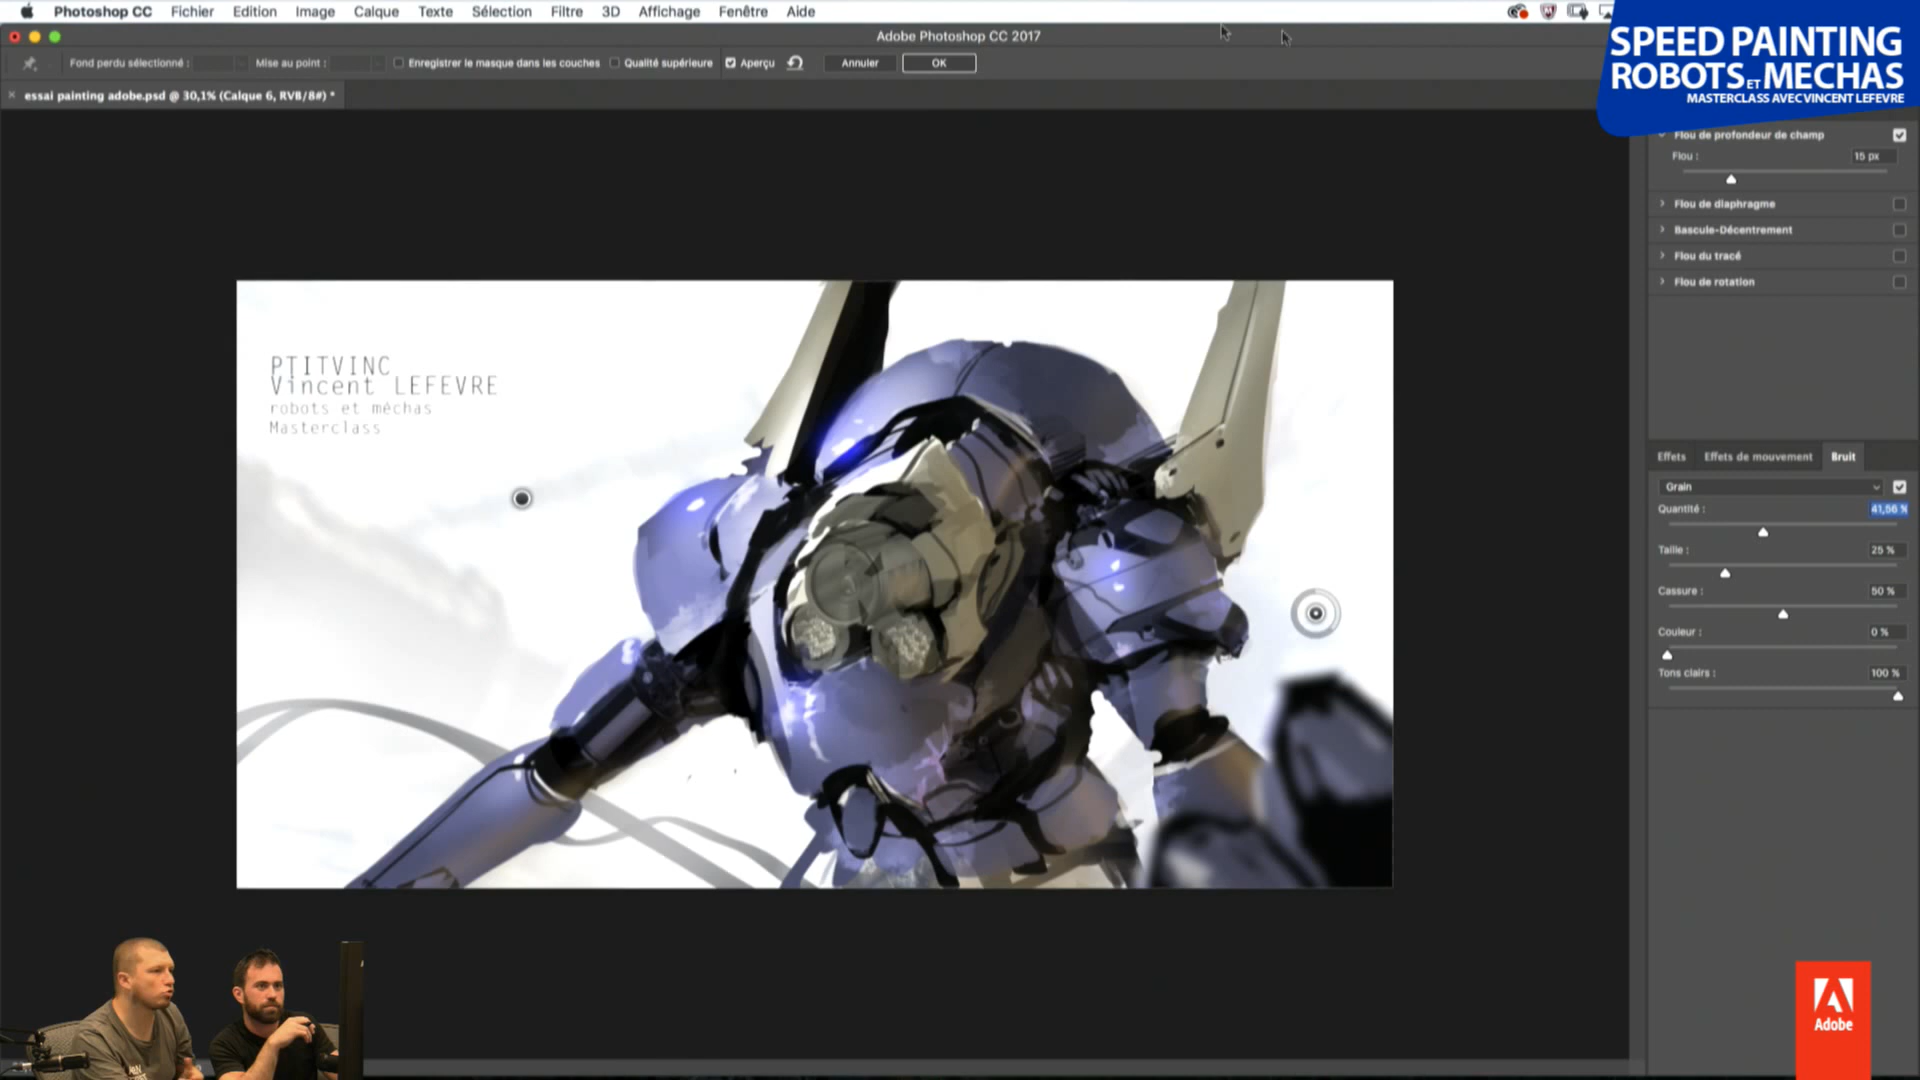 Photoshop CC Fichier Edition Image Calque Texte Sélection Filtre 3D Affichage Fenêtre Aide
Adobe Photoshop CC 2017
Fond perdu sélectionné : Mise au point : Enregistrer le masque dans les couches Qualité supérieure Aperçu Annuler OK
essai painting adobe.psd @ 30,1% (Calque 6, RVB/8#) *
SPEED PAINTING
ROBOTS ET MECHAS
MASTERCLASS AVEC VINCENT LEFEVRE
Flou de profondeur de champ
Flou : 15 px
Flou de diaphragme
Bascule-Décentrement
Flou du tracé
Flou de rotation
PTITVINC
Vincent LEFEVRE
robots et méchas
Masterclass
Effets Effets de mouvement Bruit
Grain
Quantité : 41,56 %
Taille : 25 %
Cassure : 50 %
Couleur : 0 %
Tons clairs : 100 %
Adobe